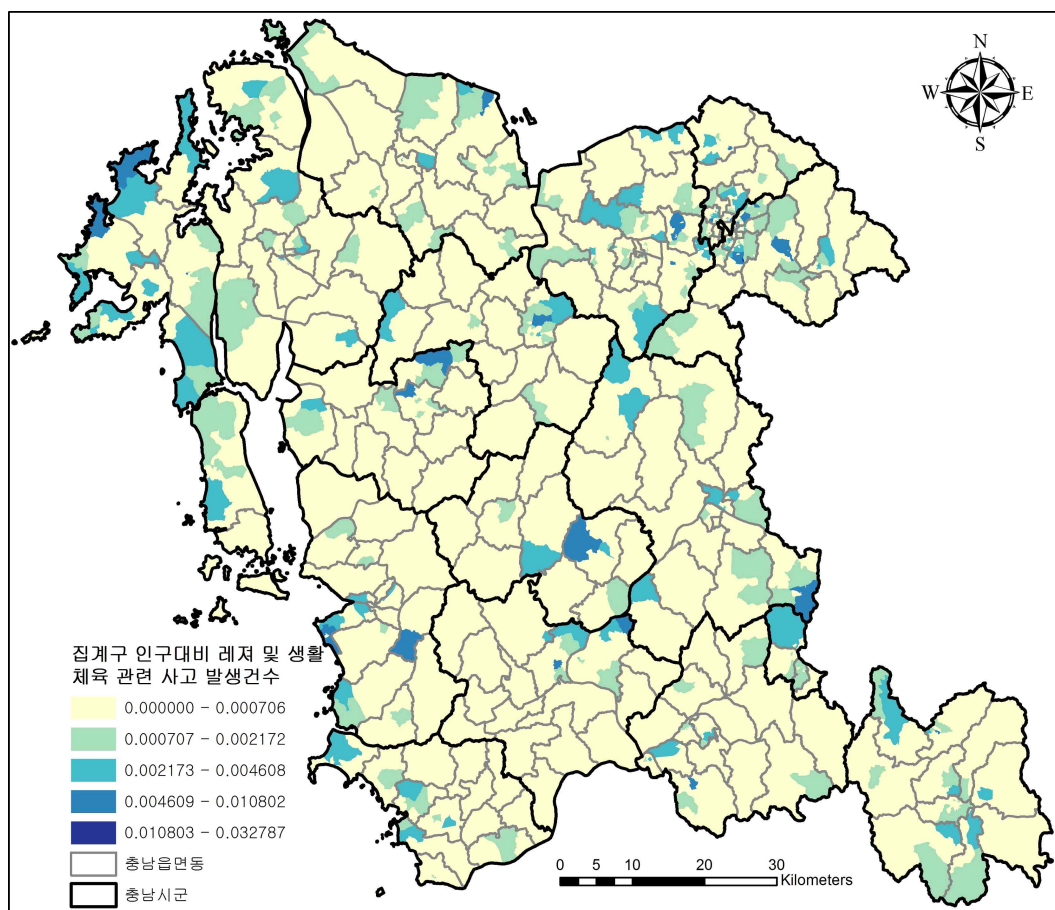 N
W
E
S
집계구 인구대비 레져 및 생활
체육 관련 사고 발생건수
0.000000 - 0.000706
0.000707 - 0.002172
0.002173 - 0.004608
0.004609 - 0.010802
0.010803 - 0.032787
충남읍면동
충남시군
0 5 10 20 30
Kilometers